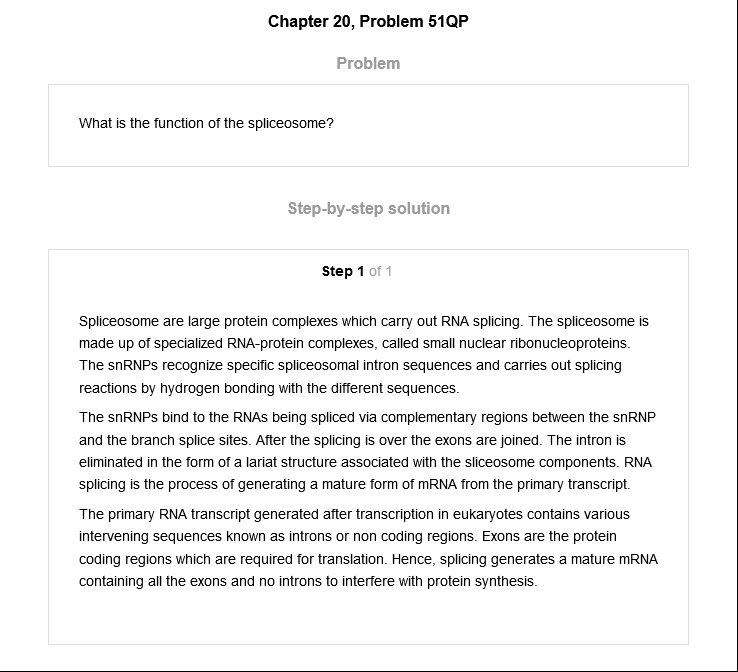 Chapter 20, Problem 51QP
Problem
What is the function of the spliceosome?
Step-by-step solution
Step 1 of 1
Spliceosome are large protein complexes which carry out RNA splicing. The spliceosome is
made up of specialized RNA-protein complexes, called small nuclear ribonucleoproteins.
The snRNPs recognize specific spliceosomal intron sequences and carries out splicing
reactions by hydrogen bonding with the different sequences.
The snRNPs bind to the RNAs being spliced via complementary regions between the snRNP
and the branch splice sites. After the splicing is over the exons are joined. The intron is
eliminated in the form of a lariat structure associated with the sliceosome components. RNA
splicing is the process of generating a mature form of mRNA from the primary transcript.
The primary RNA transcript generated after transcription in eukaryotes contains various
intervening sequences known as introns or non coding regions. Exons are the protein
coding regions which are required for translation. Hence, splicing generates a mature mRNA
containing all the exons and no introns to interfere with protein synthesis.